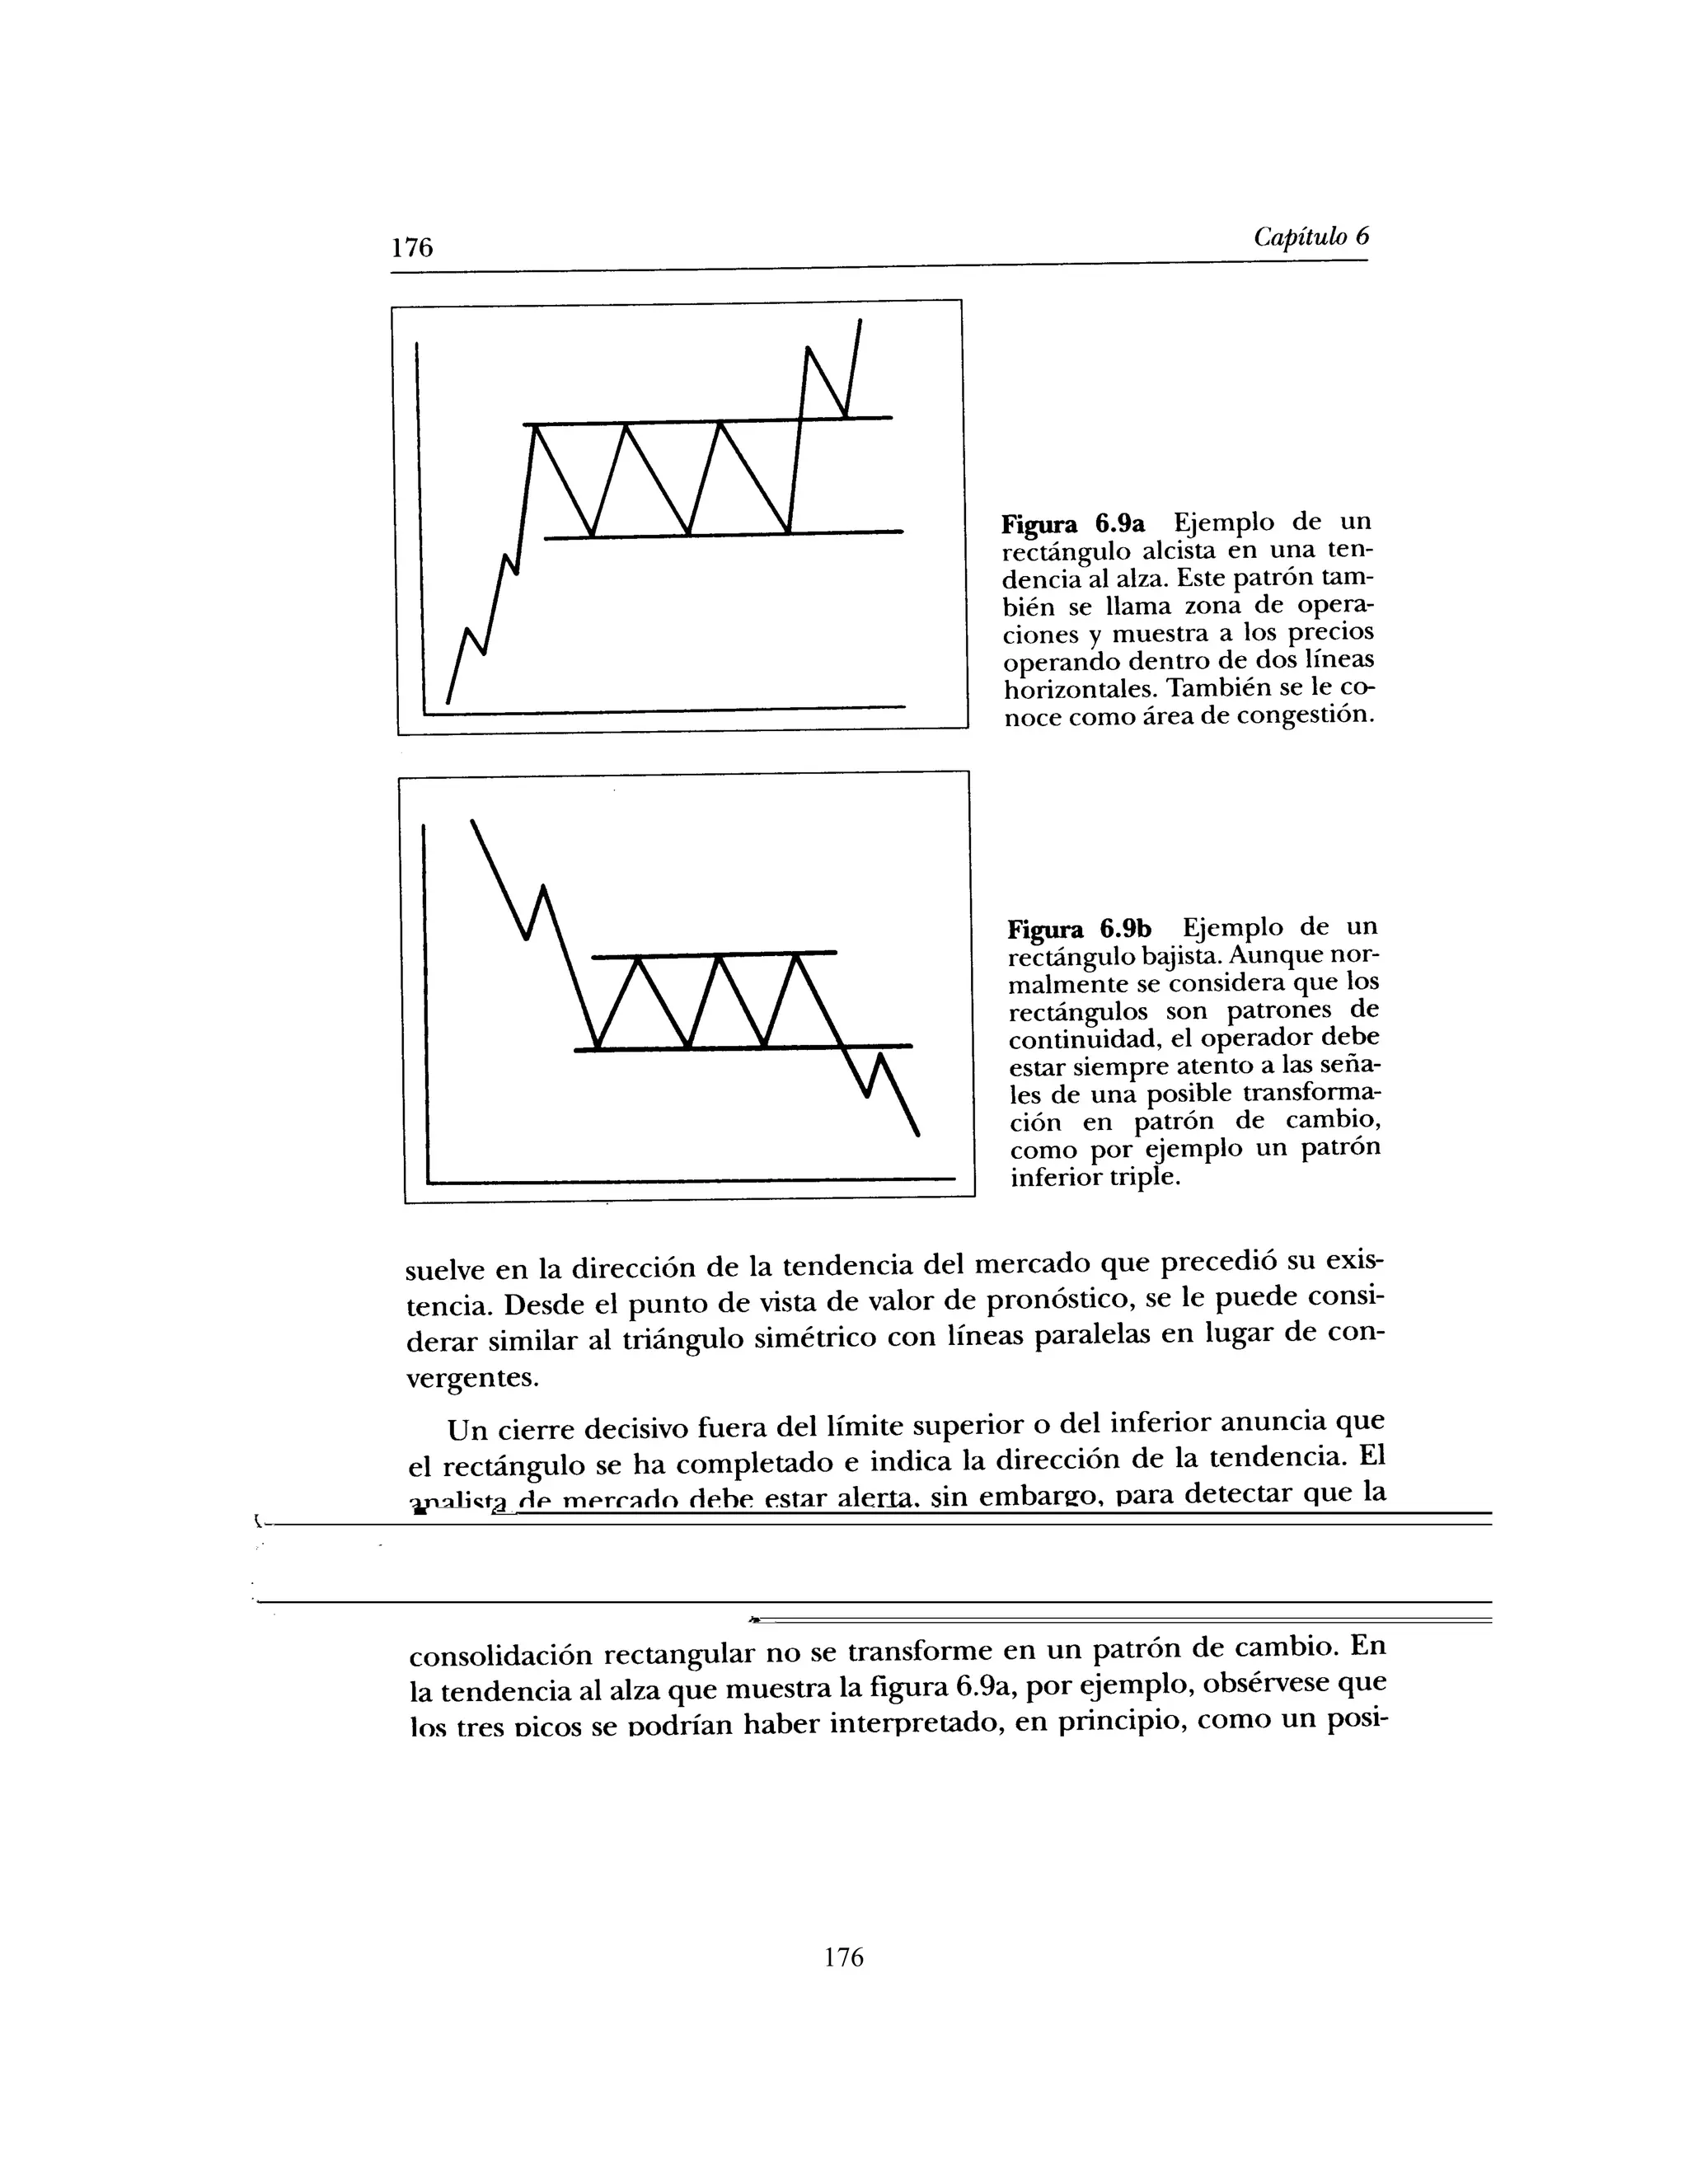 176
Capítulo 6
Figura 6.9a Ejemplo de un
rectángulo alcista en una ten-
dencia al alza. Este patrón tam-
bién se llama zona de opera-
ciones y muestra a los precios
operando dentro de dos líneas
horizontales. También se le co-
noce como área de congestión.
Figura 6.9b Ejemplo de un
rectángulo bajista. Aunque nor-
malmente se considera que los
rectángulos son patrones de
continuidad, el operador debe
estar siempre atento a las seña-
les de una posible transforma-
ción en patrón de cambio,
como por ejemplo un patrón
inferior triple.
suelve en la dirección de la tendencia del mercado que precedió su exis-
tencia. Desde el punto de vista de valor de pronóstico, se le puede consi-
derar similar al triángulo simétrico con líneas paralelas en lugar de con-
vergentes.
Un cierre decisivo fuera del límite superior o del inferior anuncia que
el rectángulo se ha completado e indica la dirección de la tendencia. El
analista de mercado debe estar alerta, sin embargo, para detectar que la
consolidación rectangular no se transforme en un patrón de cambio. En
la tendencia al alza que muestra la figura 6.9a, por ejemplo, obsérvese que
los tres picos se podrían haber interpretado, en principio, como un posi-
176